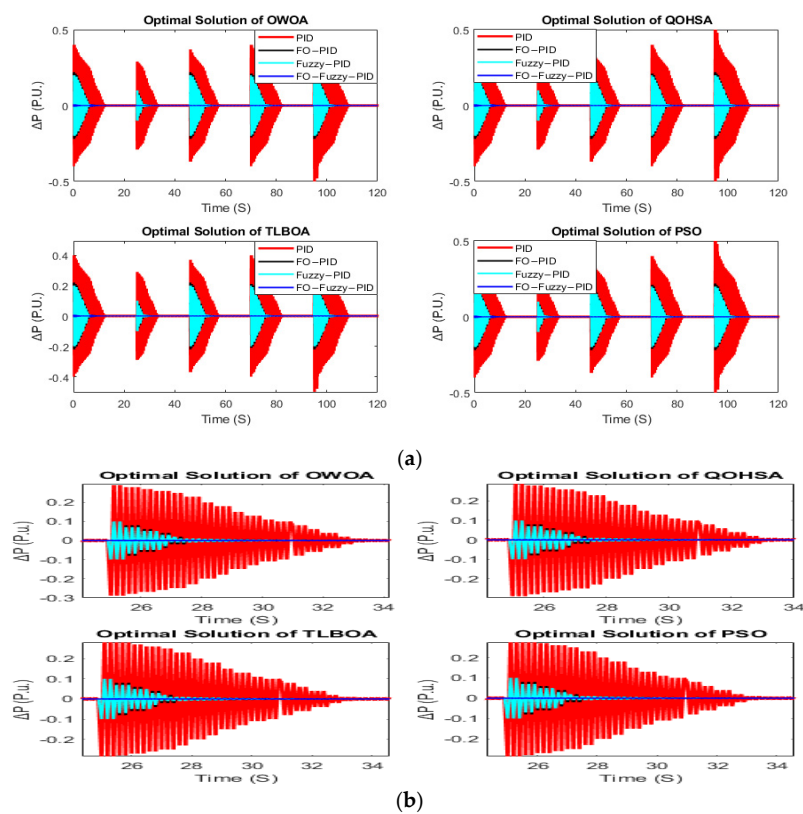 Optimal Solution of OWOA
ΔP (P.U.)
0.5
0
-0.5
PID
FO-PID
Fuzzy-PID
FO-Fuzzy-PID
0 20 40 60 80 100 120
Time (S)
Optimal Solution of QOHSA
ΔP (P.U.)
0.5
0
-0.5
PID
FO-PID
Fuzzy-PID
FO-Fuzzy-PID
0 20 40 60 80 100 120
Time (S)
Optimal Solution of TLBOA
ΔP (P.U.)
0.4
0.2
0
-0.2
-0.4
PID
FO-PID
Fuzzy-PID
FO-Fuzzy-PID
0 20 40 60 80 100 120
Time (S)
Optimal Solution of PSO
ΔP (P.U.)
0.5
0
-0.5
PID
FO-PID
Fuzzy-PID
FO-Fuzzy-PID
0 20 40 60 80 100 120
Time (S)
(a)
Optimal Solution of OWOA
ΔP (P.u.)
0.2
0.1
0
-0.1
-0.2
-0.3
26 28 30 32 34
Time (S)
Optimal Solution of QOHSA
ΔP (P.u.)
0.2
0.1
0
-0.1
-0.2
26 28 30 32 34
Time (S)
Optimal Solution of TLBOA
ΔP (P.u.)
0.2
0.1
0
-0.1
-0.2
26 28 30 32 34
Time (S)
Optimal Solution of PSO
ΔP (P.u.)
0.2
0.1
0
-0.1
-0.2
26 28 30 32 34
Time (S)
(b)